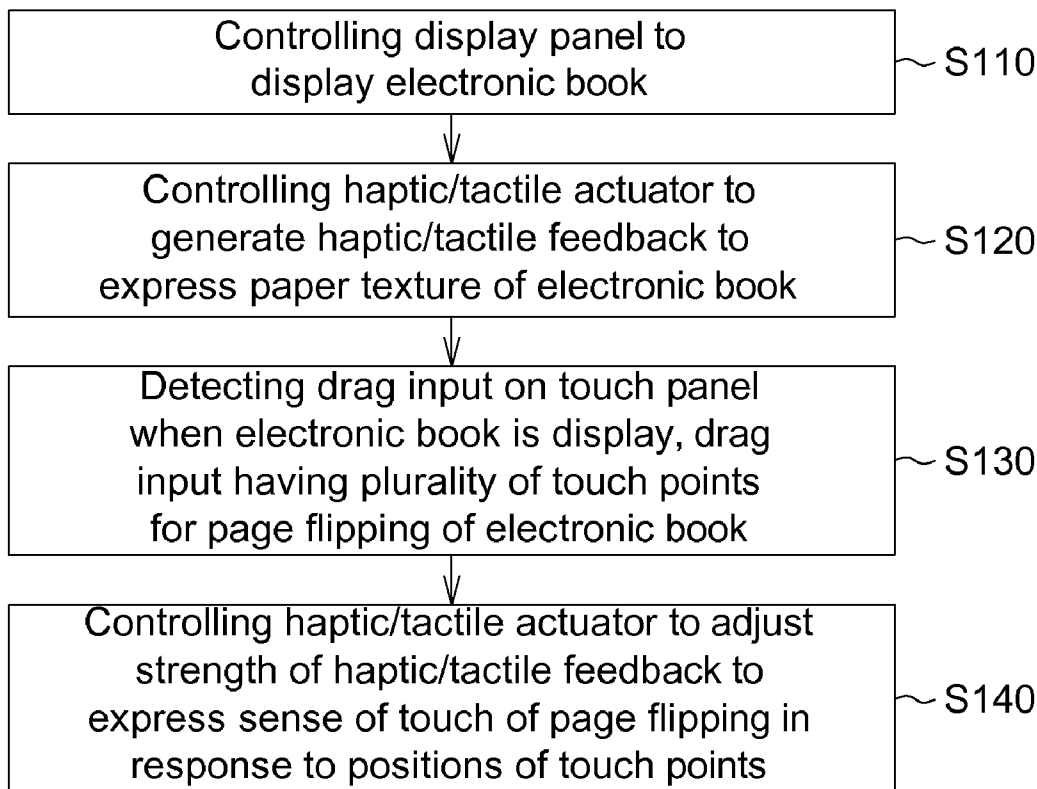 Controlling display panel to
display electronic book
S110
Controlling haptic/tactile actuator to
generate haptic/tactile feedback to
express paper texture of electronic book
S120
Detecting drag input on touch panel
when electronic book is display, drag
input having plurality of touch points
for page flipping of electronic book
S130
Controlling haptic/tactile actuator to adjust
strength of haptic/tactile feedback to
express sense of touch of page flipping in
response to positions of touch points
S140